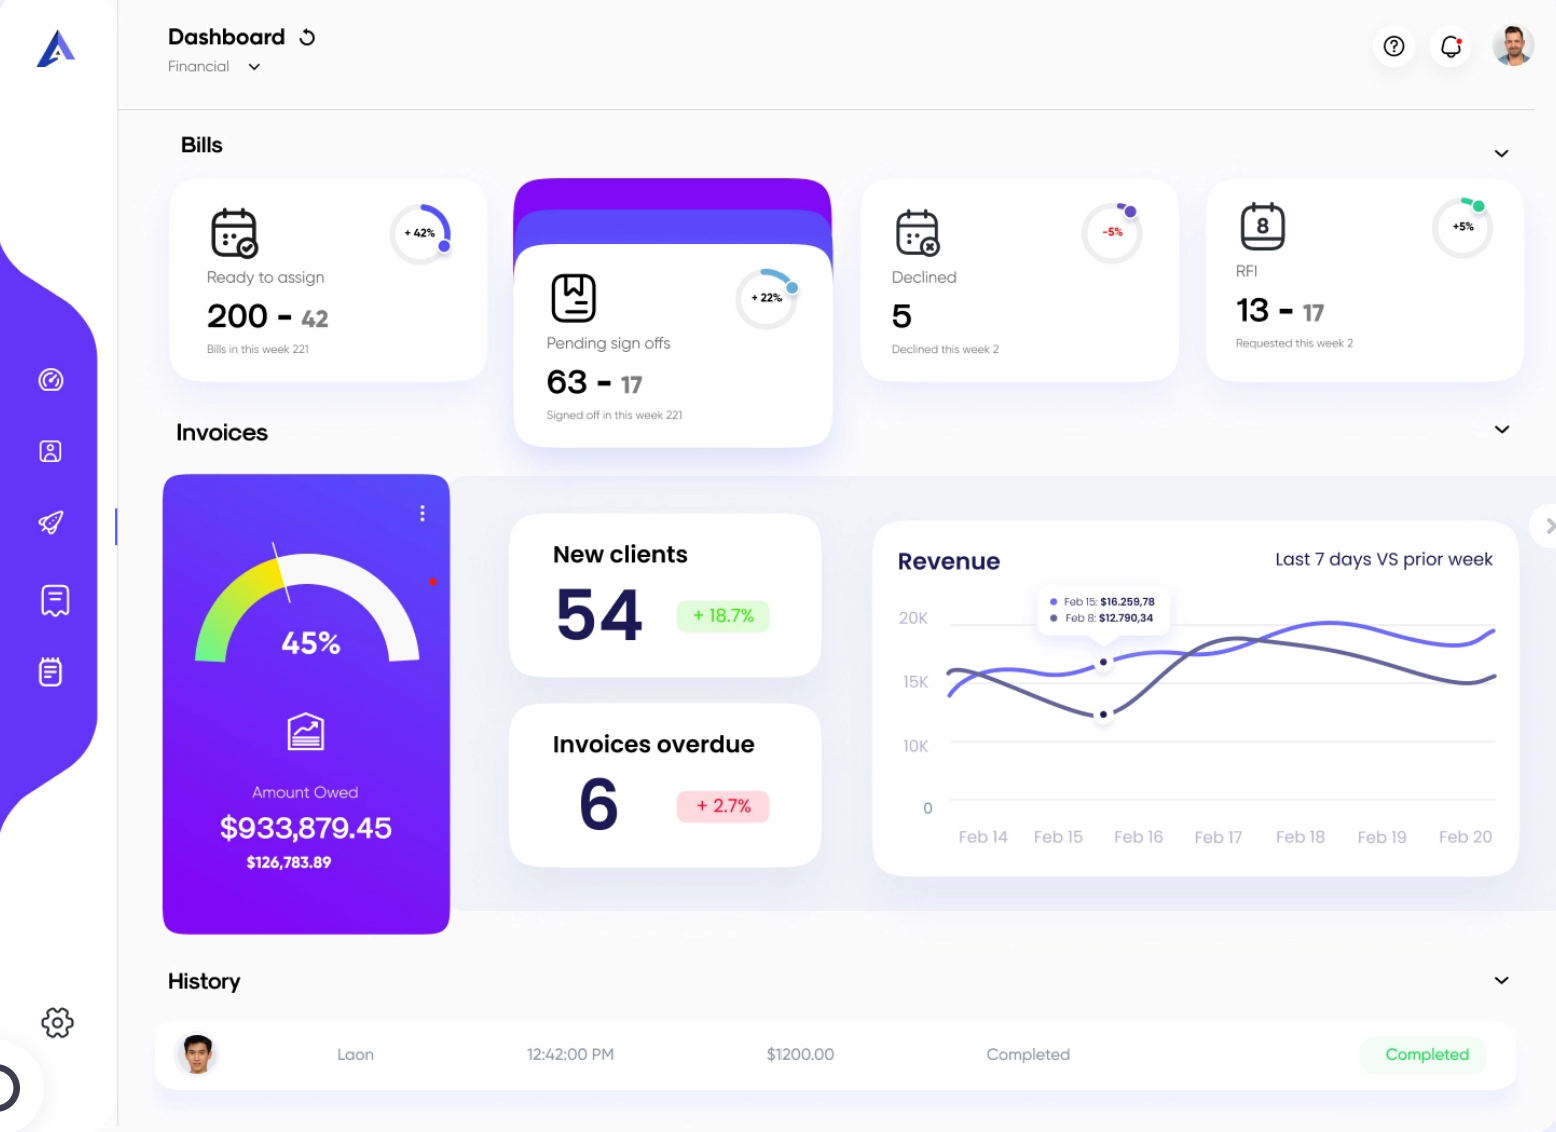 Dashboard
Financial
Bills
+ 42%
Ready to assign
200 - 42
Bills in this week 221
+ 22%
Pending sign offs
63 - 17
Signed off in this week 221
-5%
Declined
5
Declined this week 2
8
+5%
RFI
13 - 17
Requested this week 2
Invoices
45%
Amount Owed
$933,879.45
$126,783.89
New clients
54
+ 18.7%
Invoices overdue
6
+ 2.7%
Revenue
Last 7 days VS prior week
Feb 15: $16.259,78
Feb 8: $12.790,34
20K
15K
10K
0
Feb 14 Feb 15 Feb 16 Feb 17 Feb 18 Feb 19 Feb 20
History
Laon 12:42:00 PM $1200.00 Completed Completed